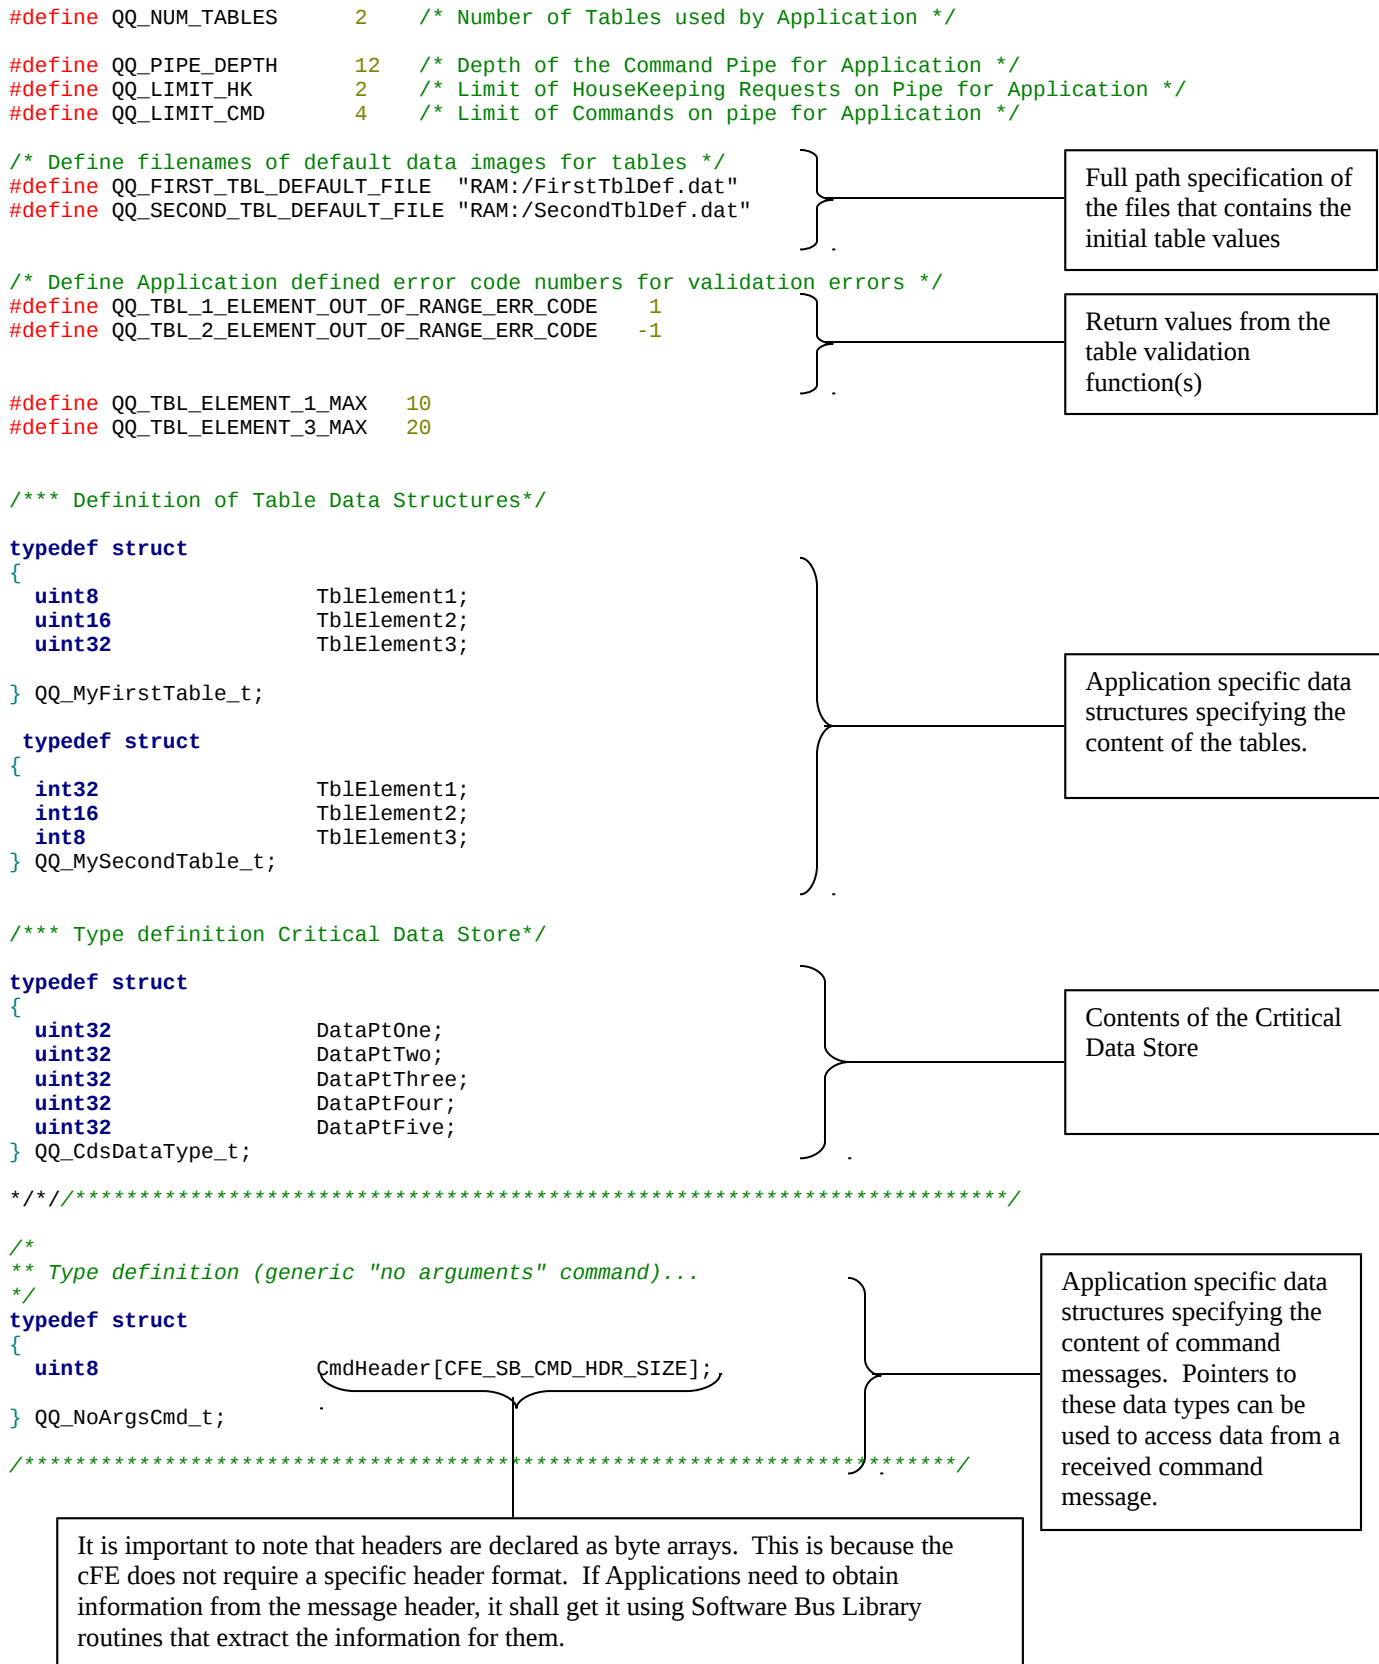 #define QQ_NUM_TABLES      2    /* Number of Tables used by Application */
#define QQ_PIPE_DEPTH      12   /* Depth of the Command Pipe for Application */
#define QQ_LIMIT_HK        2    /* Limit of HouseKeeping Requests on Pipe for Application */
#define QQ_LIMIT_CMD       4    /* Limit of Commands on pipe for Application */
/* Define filenames of default data images for tables */
#define QQ_FIRST_TBL_DEFAULT_FILE  "RAM:/FirstTblDef.dat"
#define QQ_SECOND_TBL_DEFAULT_FILE "RAM:/SecondTblDef.dat"
Full path specification of
the files that contains the
initial table values
/* Define Application defined error code numbers for validation errors */
#define QQ_TBL_1_ELEMENT_OUT_OF_RANGE_ERR_CODE    1
#define QQ_TBL_2_ELEMENT_OUT_OF_RANGE_ERR_CODE   -1
Return values from the
table validation
function(s)
#define QQ_TBL_ELEMENT_1_MAX   10
#define QQ_TBL_ELEMENT_3_MAX   20
/*** Definition of Table Data Structures*/
typedef struct
{
  uint8                 TblElement1;
  uint16                TblElement2;
  uint32                TblElement3;
} QQ_MyFirstTable_t;
 typedef struct
{
  int32                 TblElement1;
  int16                 TblElement2;
  int8                  TblElement3;
} QQ_MySecondTable_t;
Application specific data
structures specifying the
content of the tables.
/*** Type definition Critical Data Store*/
typedef struct
{
  uint32                DataPtOne;
  uint32                DataPtTwo;
  uint32                DataPtThree;
  uint32                DataPtFour;
  uint32                DataPtFive;
} QQ_CdsDataType_t;
Contents of the Crtitical
Data Store
*/*//*************************************************************************/
/*
** Type definition (generic "no arguments" command)...
*/
typedef struct
{
  uint8                 CmdHeader[CFE_SB_CMD_HDR_SIZE];
} QQ_NoArgsCmd_t;
/*************************************************************************/
Application specific data
structures specifying the
content of command
messages.  Pointers to
these data types can be
used to access data from a
received command
message.
It is important to note that headers are declared as byte arrays.  This is because the
cFE does not require a specific header format.  If Applications need to obtain
information from the message header, it shall get it using Software Bus Library
routines that extract the information for them.